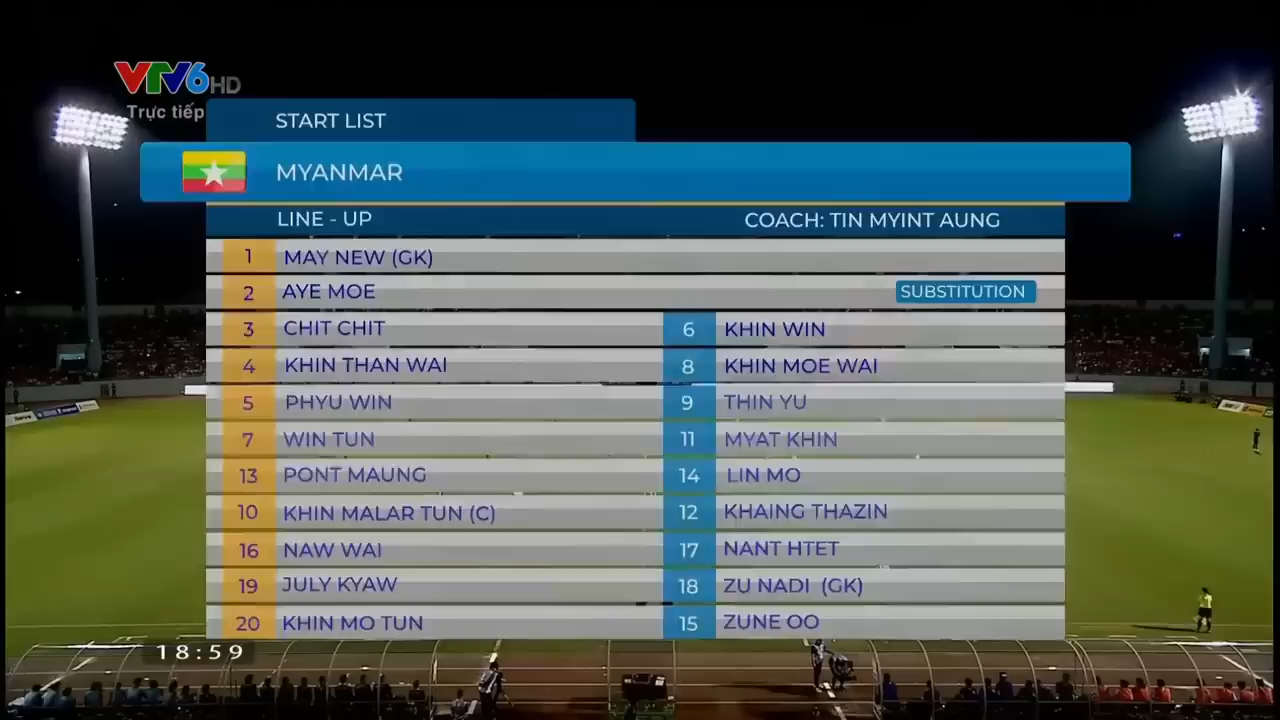 VTV6 HD
Trực tiếp
START LIST
MYANMAR
LINE - UP
COACH: TIN MYINT AUNG
1 MAY NEW (GK)
2 AYE MOE
3 CHIT CHIT
4 KHIN THAN WAI
5 PHYU WIN
7 WIN TUN
13 PONT MAUNG
10 KHIN MALAR TUN (C)
16 NAW WAI
19 JULY KYAW
20 KHIN MO TUN
SUBSTITUTION
6 KHIN WIN
8 KHIN MOE WAI
9 THIN YU
11 MYAT KHIN
14 LIN MO
12 KHAING THAZIN
17 NANT HTET
18 ZU NADI (GK)
15 ZUNE OO
18:59